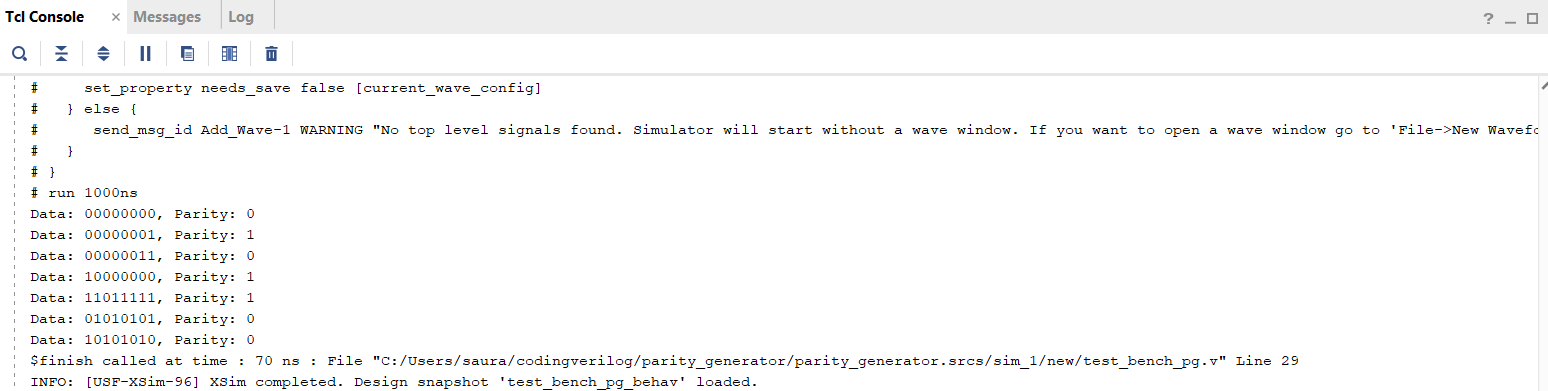 Tcl Console × Messages Log ? _
# set_property needs_save false [current_wave_config]
# } else {
# send_msg_id Add_Wave-1 WARNING "No top level signals found. Simulator will start without a wave window. If you want to open a wave window go to 'File->New Wavefo
# }
# }
# run 1000ns
Data: 00000000, Parity: 0
Data: 00000001, Parity: 1
Data: 00000011, Parity: 0
Data: 10000000, Parity: 1
Data: 11011111, Parity: 1
Data: 01010101, Parity: 0
Data: 10101010, Parity: 0
$finish called at time : 70 ns : File "C:/Users/saura/codingverilog/parity_generator/parity_generator.srcs/sim_1/new/test_bench_pg.v" Line 29
INFO: [USF-XSim-96] XSim completed. Design snapshot 'test_bench_pg_behav' loaded.